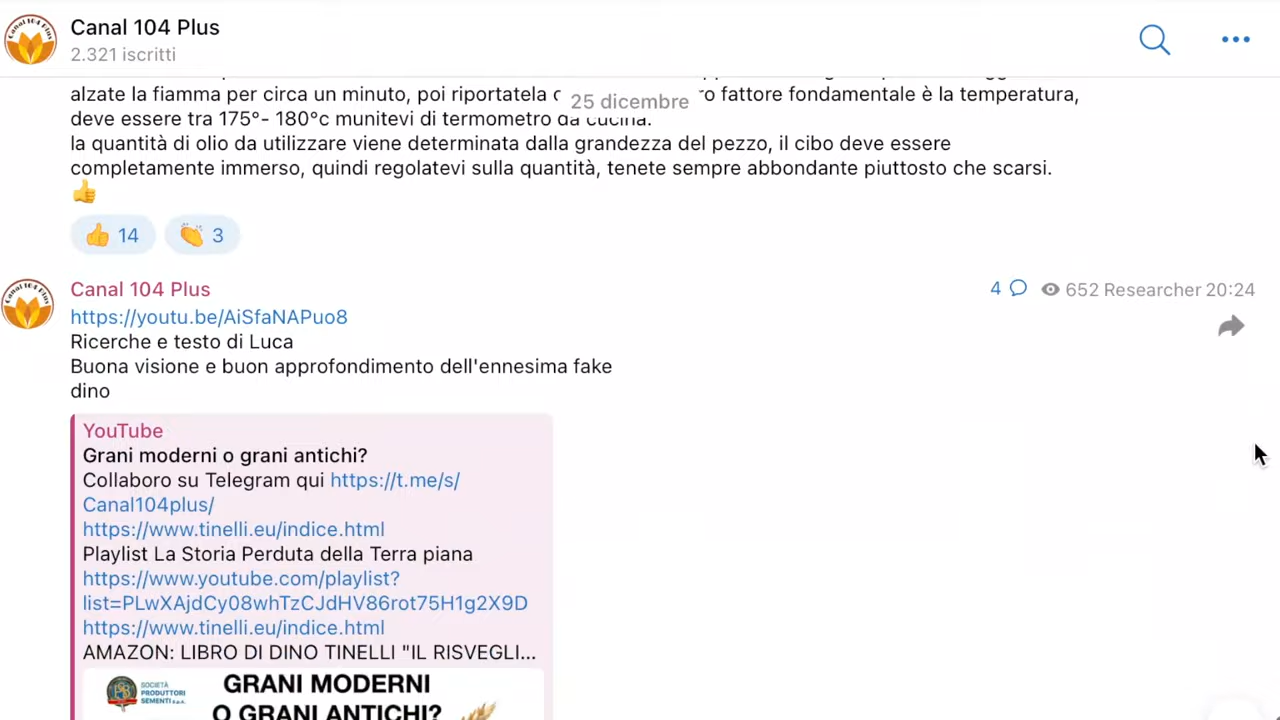 Canal 104 Plus
2.321 iscritti
alzate la fiamma per circa un minuto, poi riportatela
25 dicembre
fattore fondamentale è la temperatura,
deve essere tra 175°- 180°c munitevi di termometro da cucina.
la quantità di olio da utilizzare viene determinata dalla grandezza del pezzo, il cibo deve essere
completamente immerso, quindi regolatevi sulla quantità, tenete sempre abbondante piuttosto che scarsi.
👍
👍 14 👏 3
Canal 104 Plus
4 652 Researcher 20:24
https://youtu.be/AiSfaNAPuo8
Ricerche e testo di Luca
Buona visione e buon approfondimento dell'ennesima fake
dino
YouTube
Grani moderni o grani antichi?
Collaboro su Telegram qui https://t.me/s/
Canal104plus/
https://www.tinelli.eu/indice.html
Playlist La Storia Perduta della Terra piana
https://www.youtube.com/playlist?
list=PLwXAjdCy08whTzCJdHV86rot75H1g2X9D
https://www.tinelli.eu/indice.html
AMAZON: LIBRO DI DINO TINELLI "IL RISVEGLI...
SOCIETÀ
PRODUTTORI
SEMENTI S.p.A.
GRANI MODERNI
O GRANI ANTICHI?